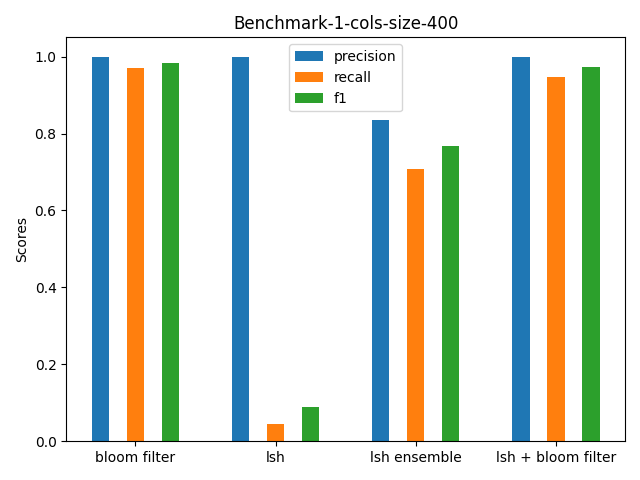 Benchmark-1-cols-size-400
precision
recall
f1
Scores
1.0
0.8
0.6
0.4
0.2
0.0
bloom filter
lsh
lsh ensemble
lsh + bloom filter